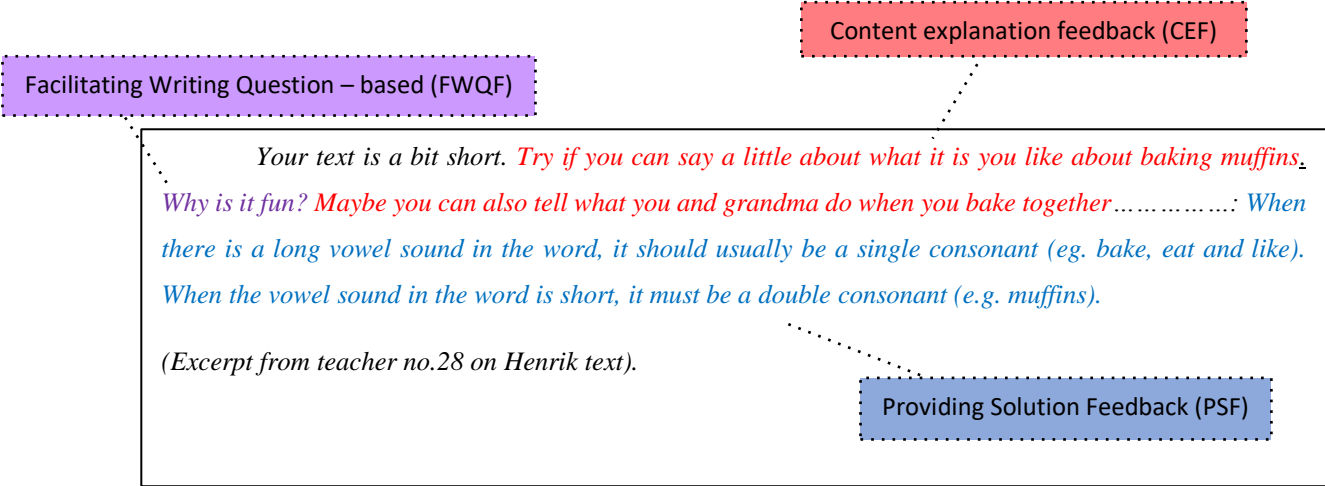 Content explanation feedback (CEF)
Facilitating Writing Question – based (FWQF)
Your text is a bit short. Try if you can say a little about what it is you like about baking muffins.
Why is it fun? Maybe you can also tell what you and grandma do when you bake together……………: When
there is a long vowel sound in the word, it should usually be a single consonant (eg. bake, eat and like).
When the vowel sound in the word is short, it must be a double consonant (e.g. muffins).
(Excerpt from teacher no.28 on Henrik text).
Providing Solution Feedback (PSF)